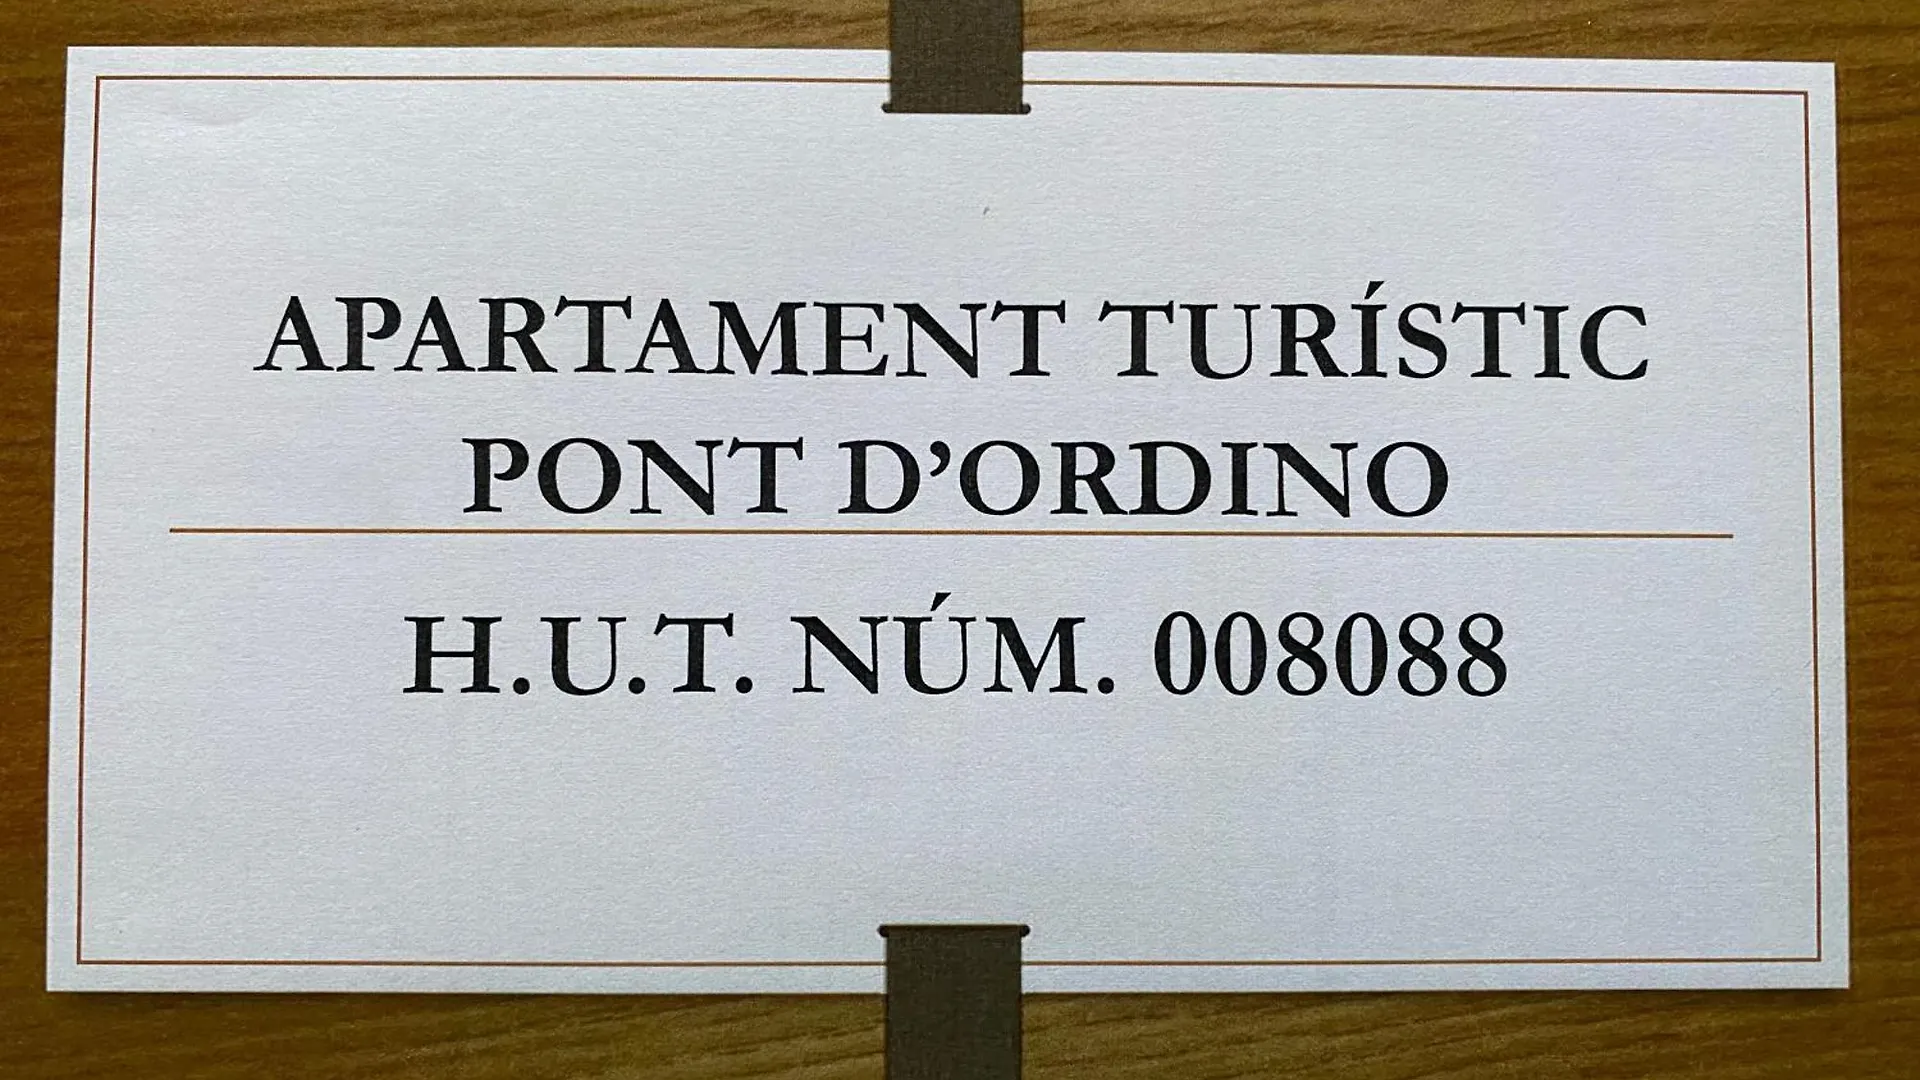 APARTAMENT TURÍSTIC
PONT D’ORDINO
H.U.T. NÚM. 008088